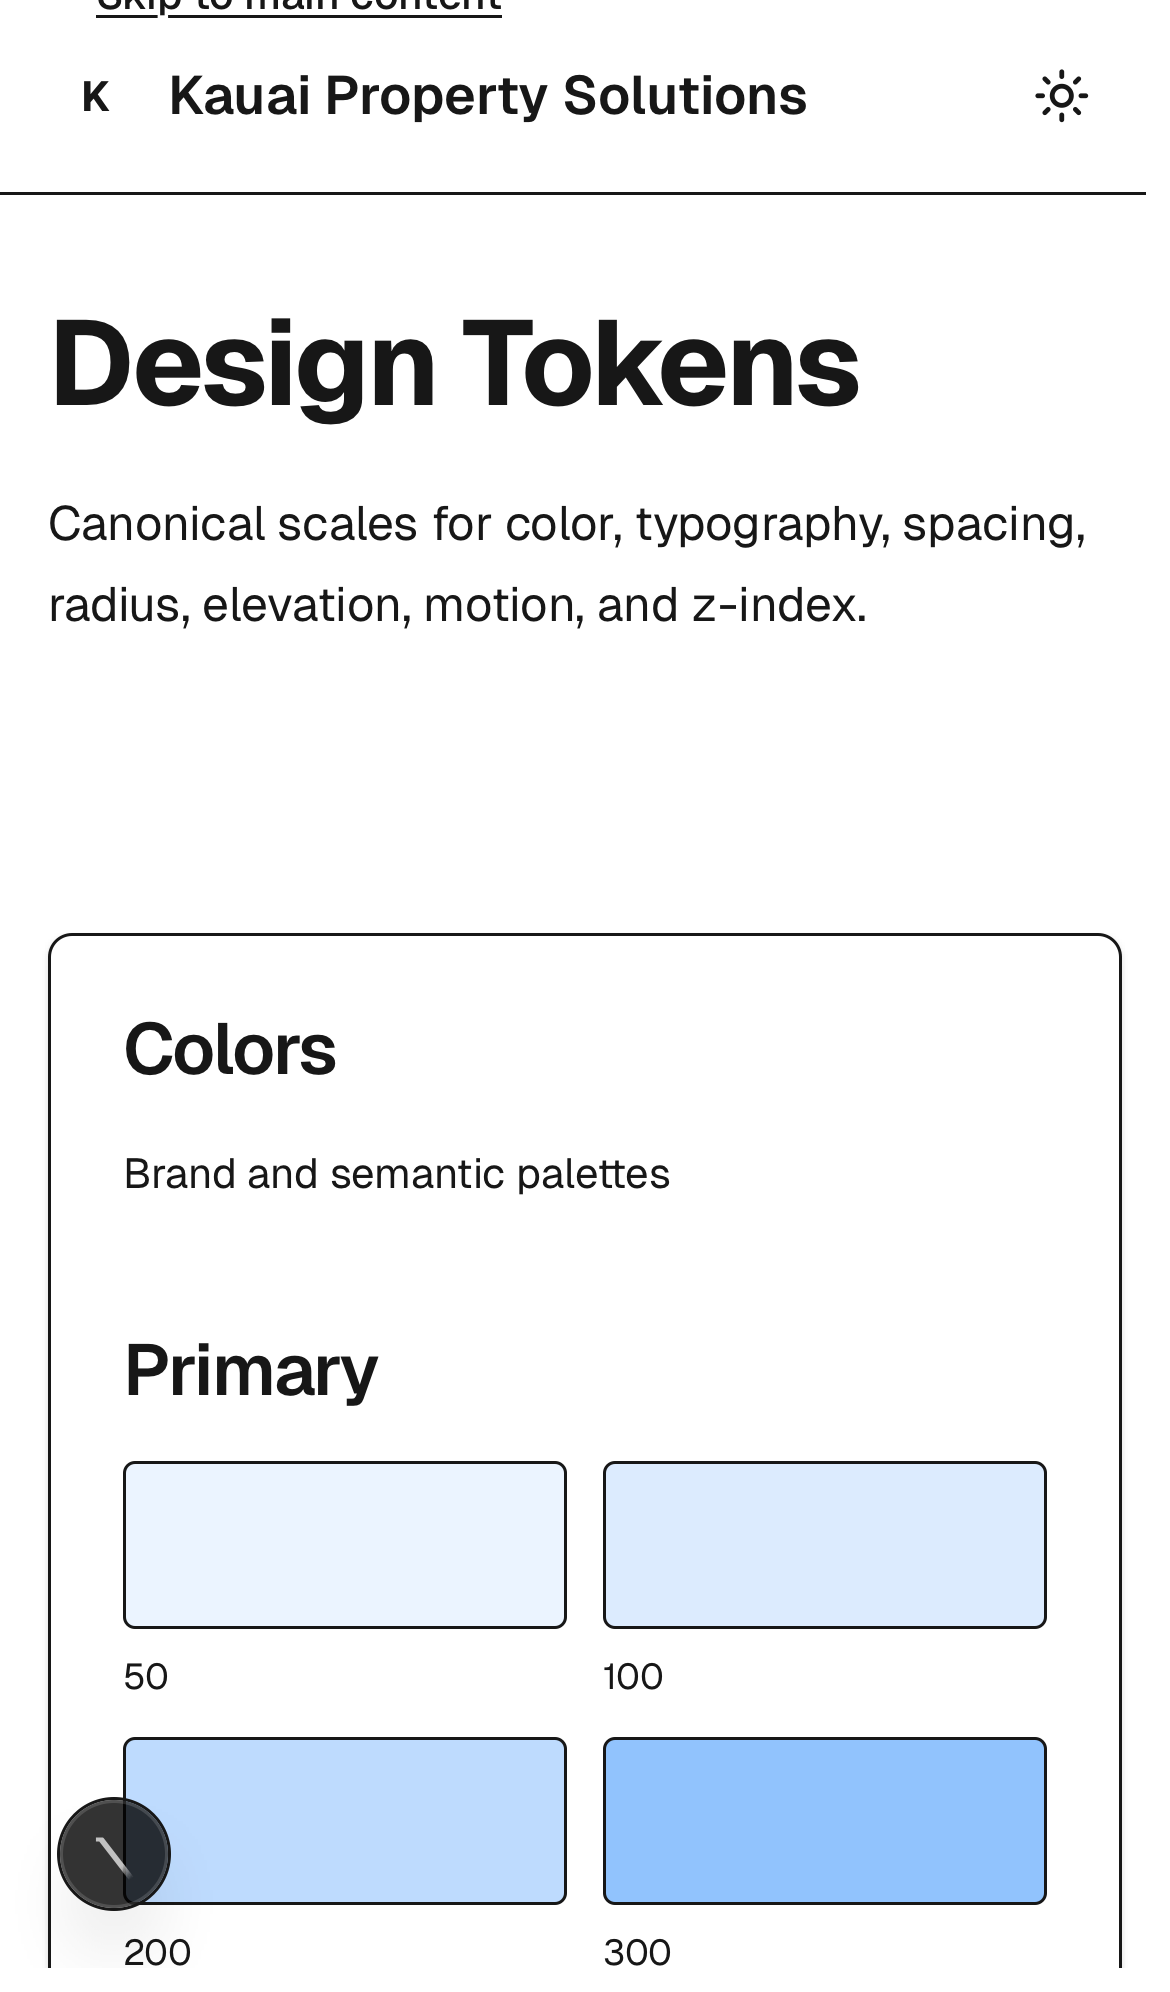 Skip to main content
K Kauai Property Solutions
Design Tokens
Canonical scales for color, typography, spacing,
radius, elevation, motion, and z-index.
Colors
Brand and semantic palettes
Primary
50 100
200 300